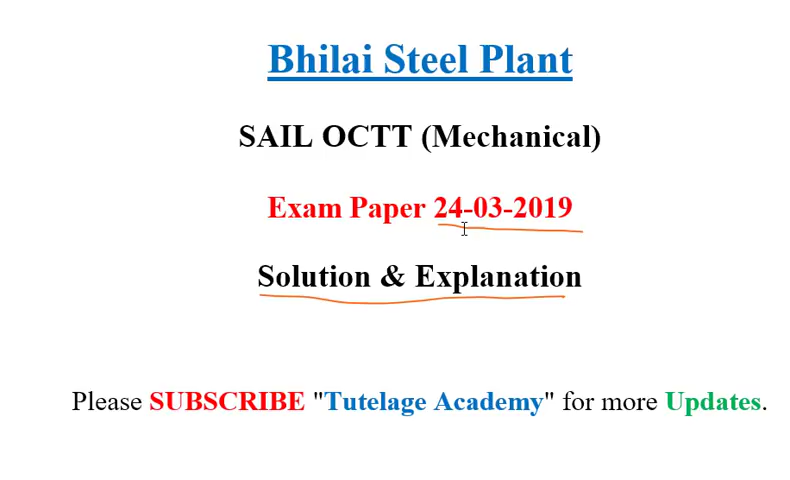 Bhilai Steel Plant
SAIL OCTT (Mechanical)
Exam Paper 24-03-2019
Solution & Explanation
Please SUBSCRIBE "Tutelage Academy" for more Updates.